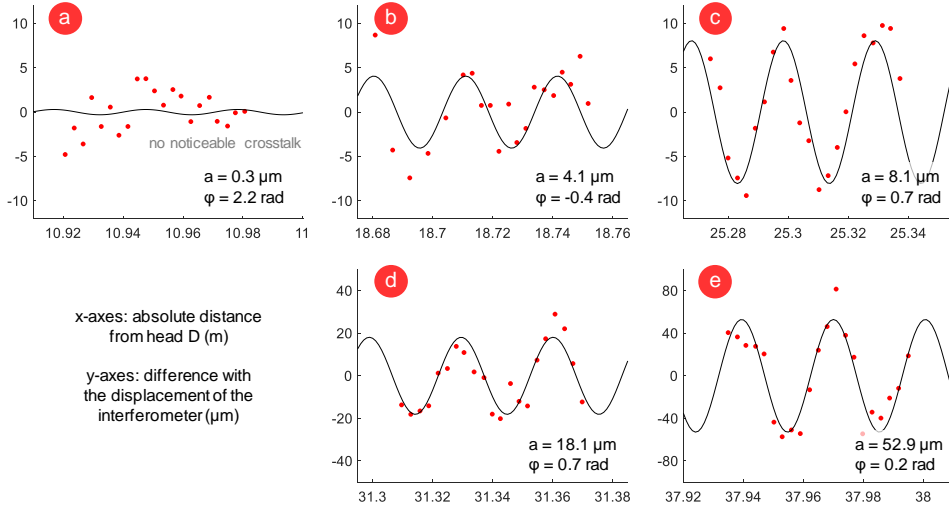 a
10
5
0
-5
-10
no noticeable crosstalk
a = 0.3 µm
φ = 2.2 rad
10.92
10.94
10.96
10.98
11
b
10
5
0
-5
-10
a = 4.1 µm
φ = -0.4 rad
18.68
18.7
18.72
18.74
18.76
c
10
5
0
-5
-10
a = 8.1 µm
φ = 0.7 rad
25.28
25.3
25.32
25.34
x-axes: absolute distance
from head D (m)
y-axes: difference with
the displacement of the
interferometer (µm)
d
40
20
0
-20
-40
a = 18.1 µm
φ = 0.7 rad
31.3
31.32
31.34
31.36
31.38
e
80
40
0
-40
-80
a = 52.9 µm
φ = 0.2 rad
37.92
37.94
37.96
37.98
38